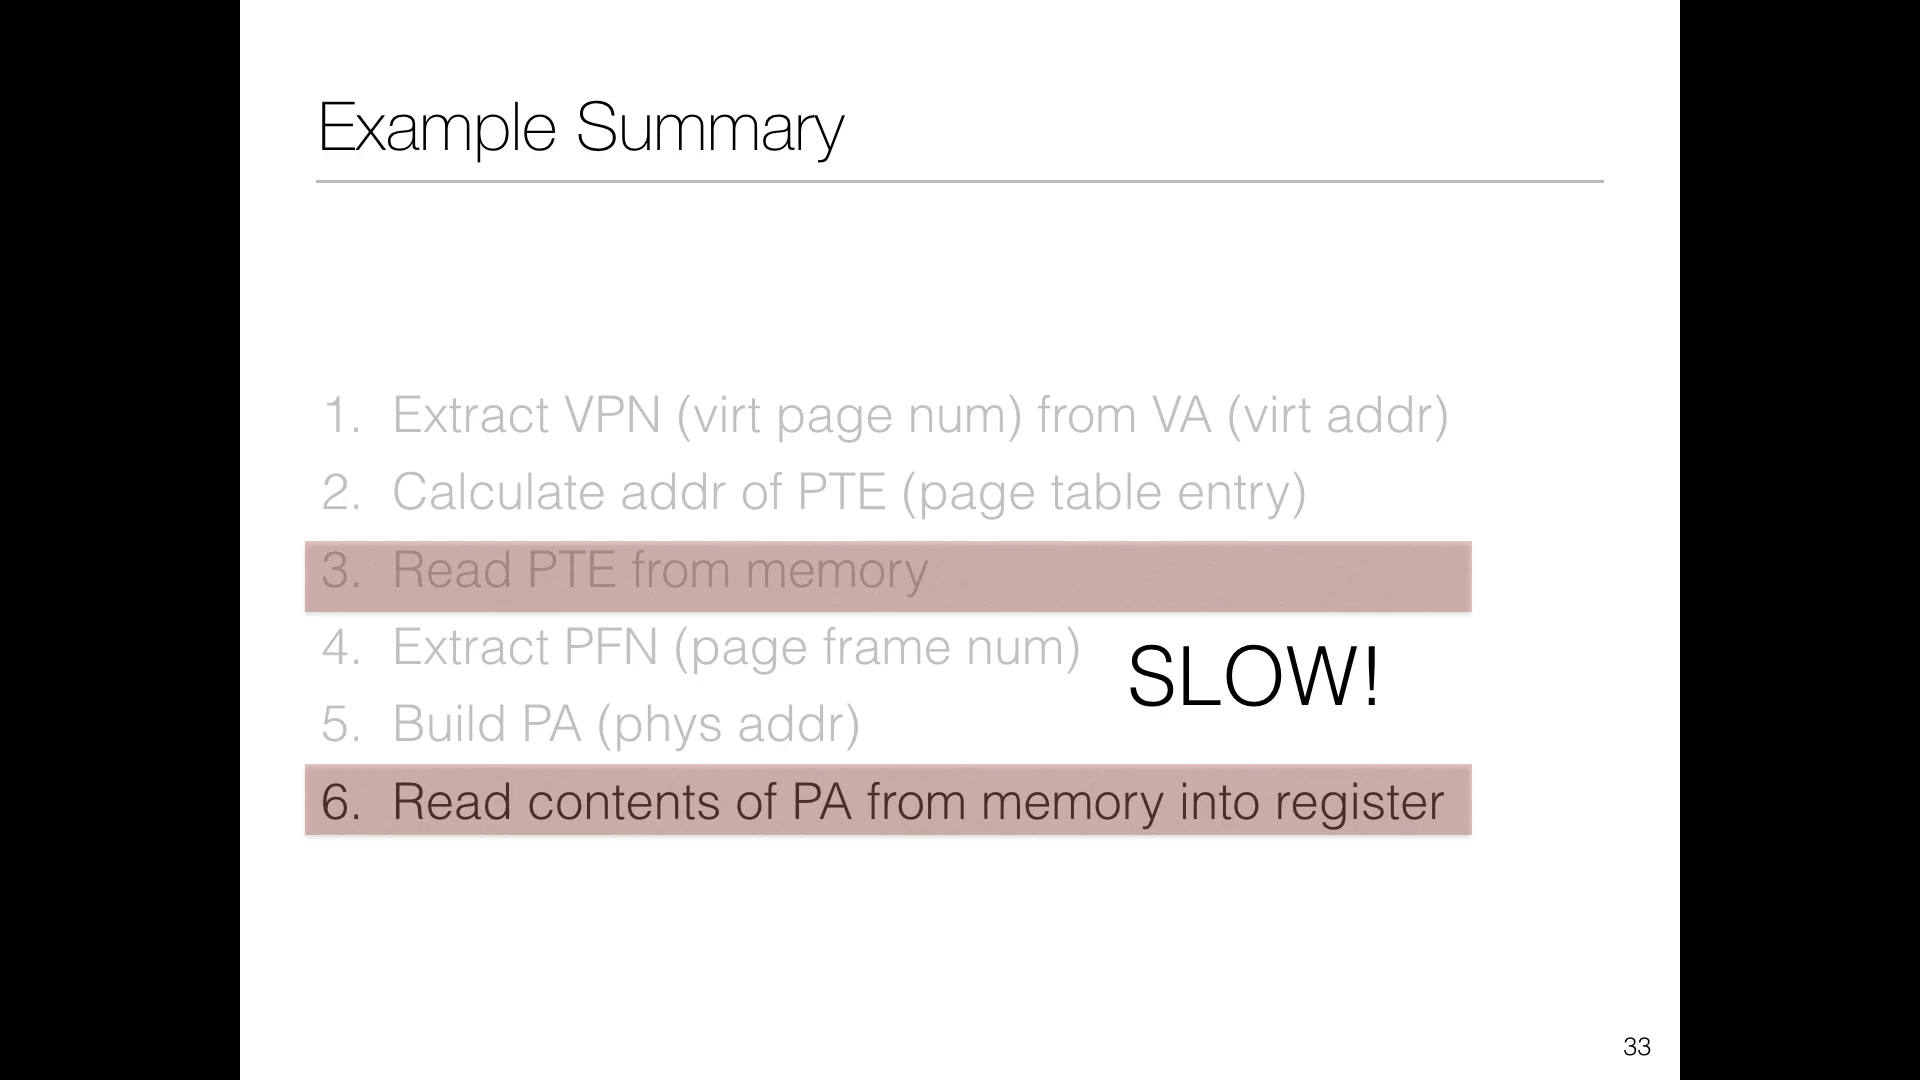 Example Summary
1. Extract VPN (virt page num) from VA (virt addr)
2. Calculate addr of PTE (page table entry)
3. Read PTE from memory
4. Extract PFN (page frame num)
SLOW!
5. Build PA (phys addr)
6. Read contents of PA from memory into register
33